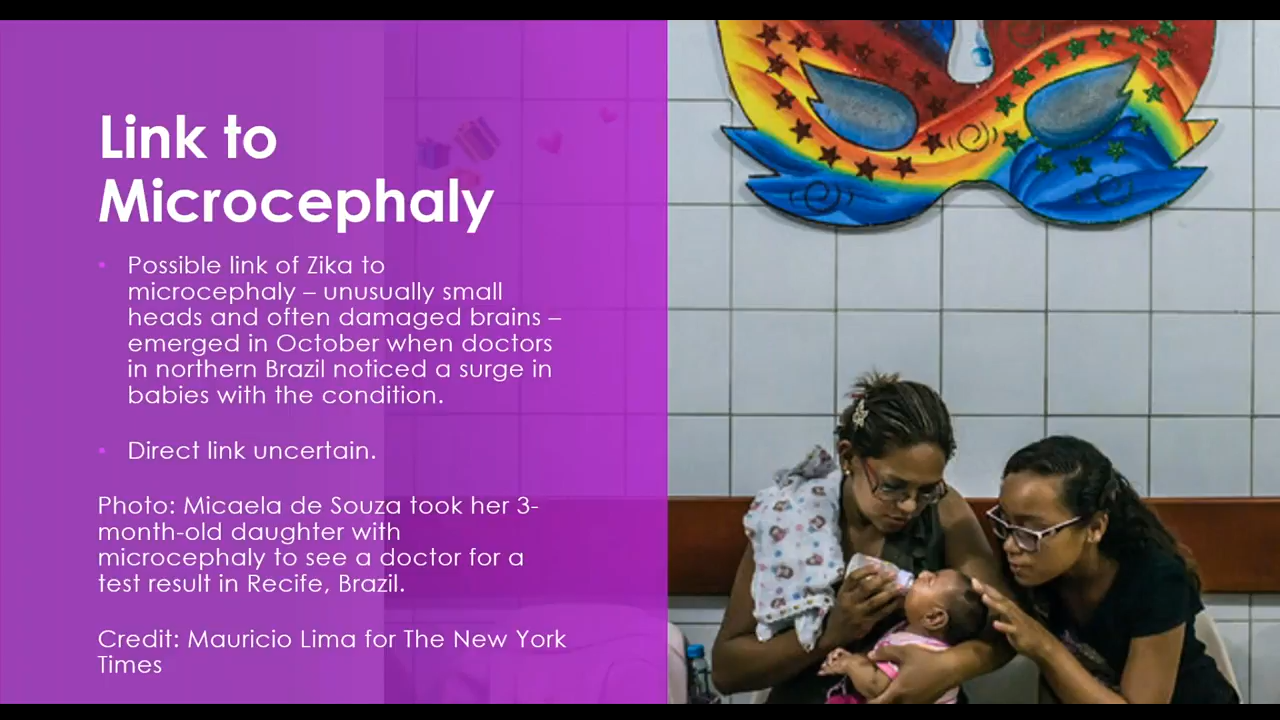 Link to
Microcephaly
Possible link of Zika to
microcephaly – unusually small
heads and often damaged brains –
emerged in October when doctors
in northern Brazil noticed a surge in
babies with the condition.
Direct link uncertain.
Photo: Micaela de Souza took her 3-
month-old daughter with
microcephaly to see a doctor for a
test result in Recife, Brazil.
Credit: Mauricio Lima for The New York
Times